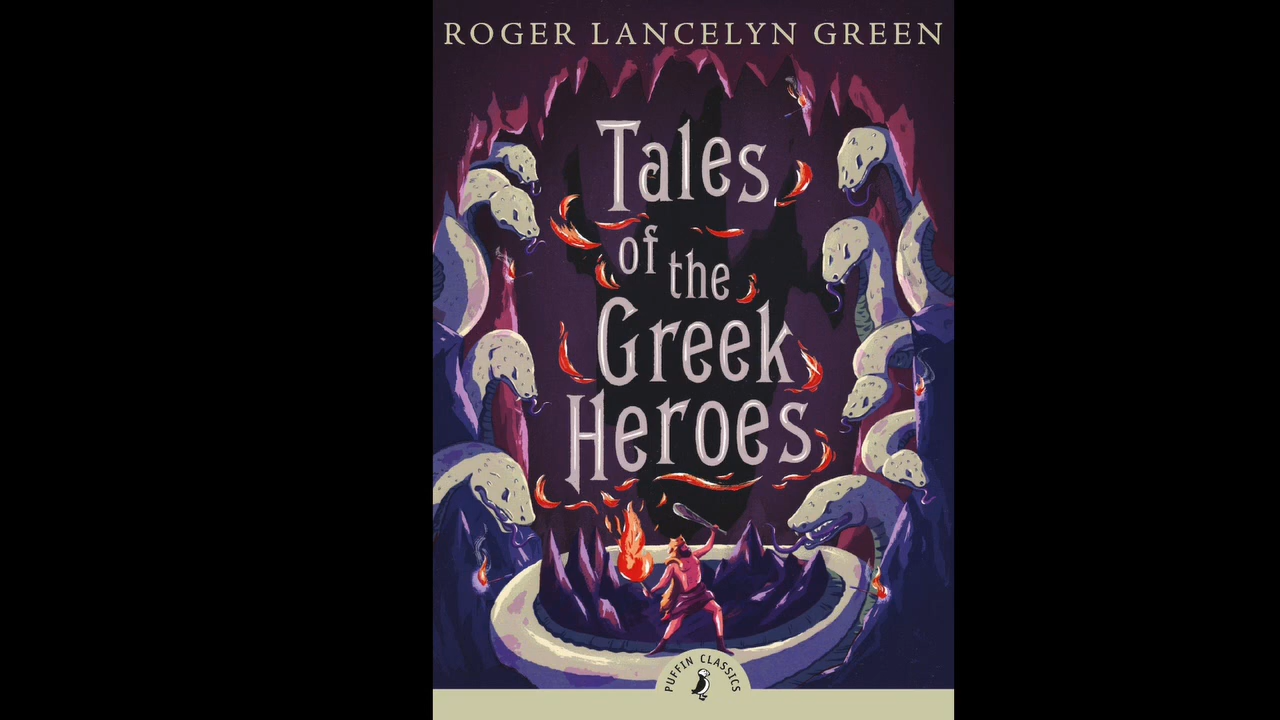 ROGER LANCELYN GREEN
Tales
of the
Greek
Heroes
PUFFIN CLASSICS